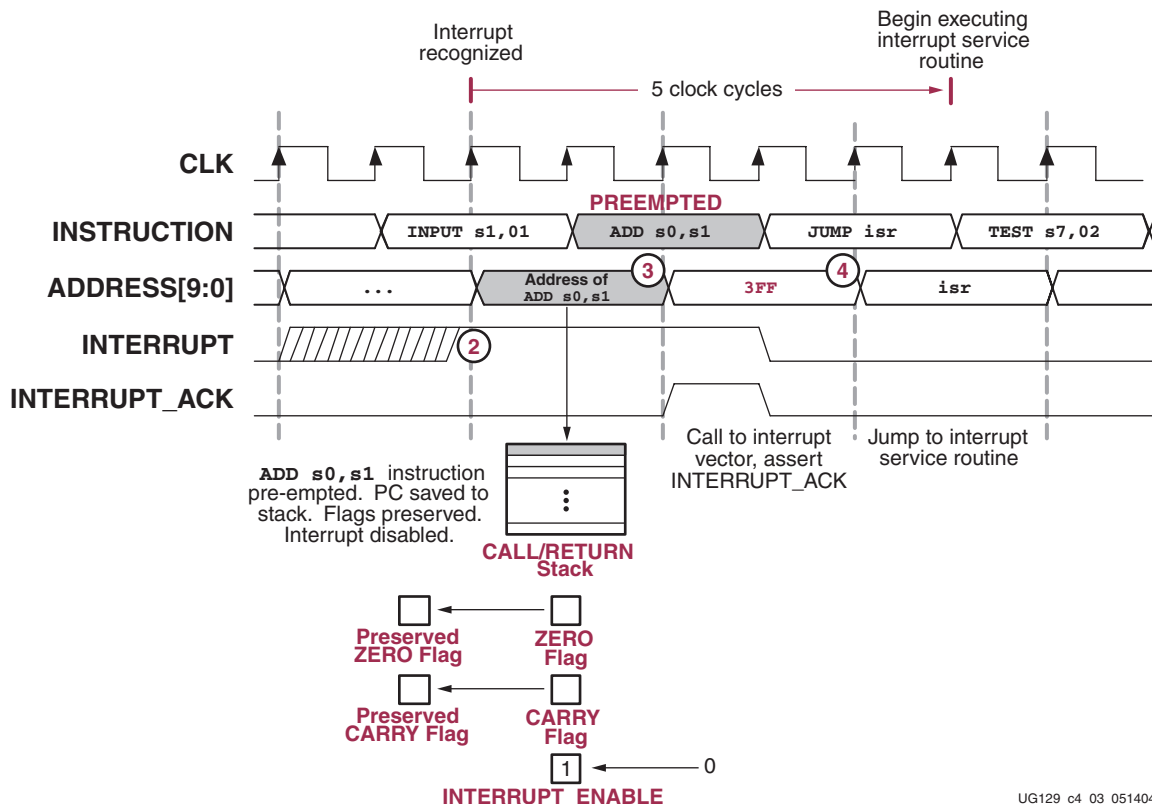 Interrupt
recognized
Begin executing
interrupt service
routine
5 clock cycles
CLK
PREEMPTED
INSTRUCTION
INPUT s1,01
ADD s0,s1
JUMP isr
TEST s7,02
ADDRESS[9:0]
...
Address of
ADD s0,s1
3
3FF
4
isr
INTERRUPT
2
INTERRUPT_ACK
ADD s0,s1 instruction
pre-empted. PC saved to
stack. Flags preserved.
Interrupt disabled.
Call to interrupt
vector, assert
INTERRUPT_ACK
Jump to interrupt
service routine
CALL/RETURN
Stack
Preserved
ZERO Flag
ZERO
Flag
Preserved
CARRY Flag
CARRY
Flag
1
0
INTERRUPT_ENABLE
UG129_c4_03_051404